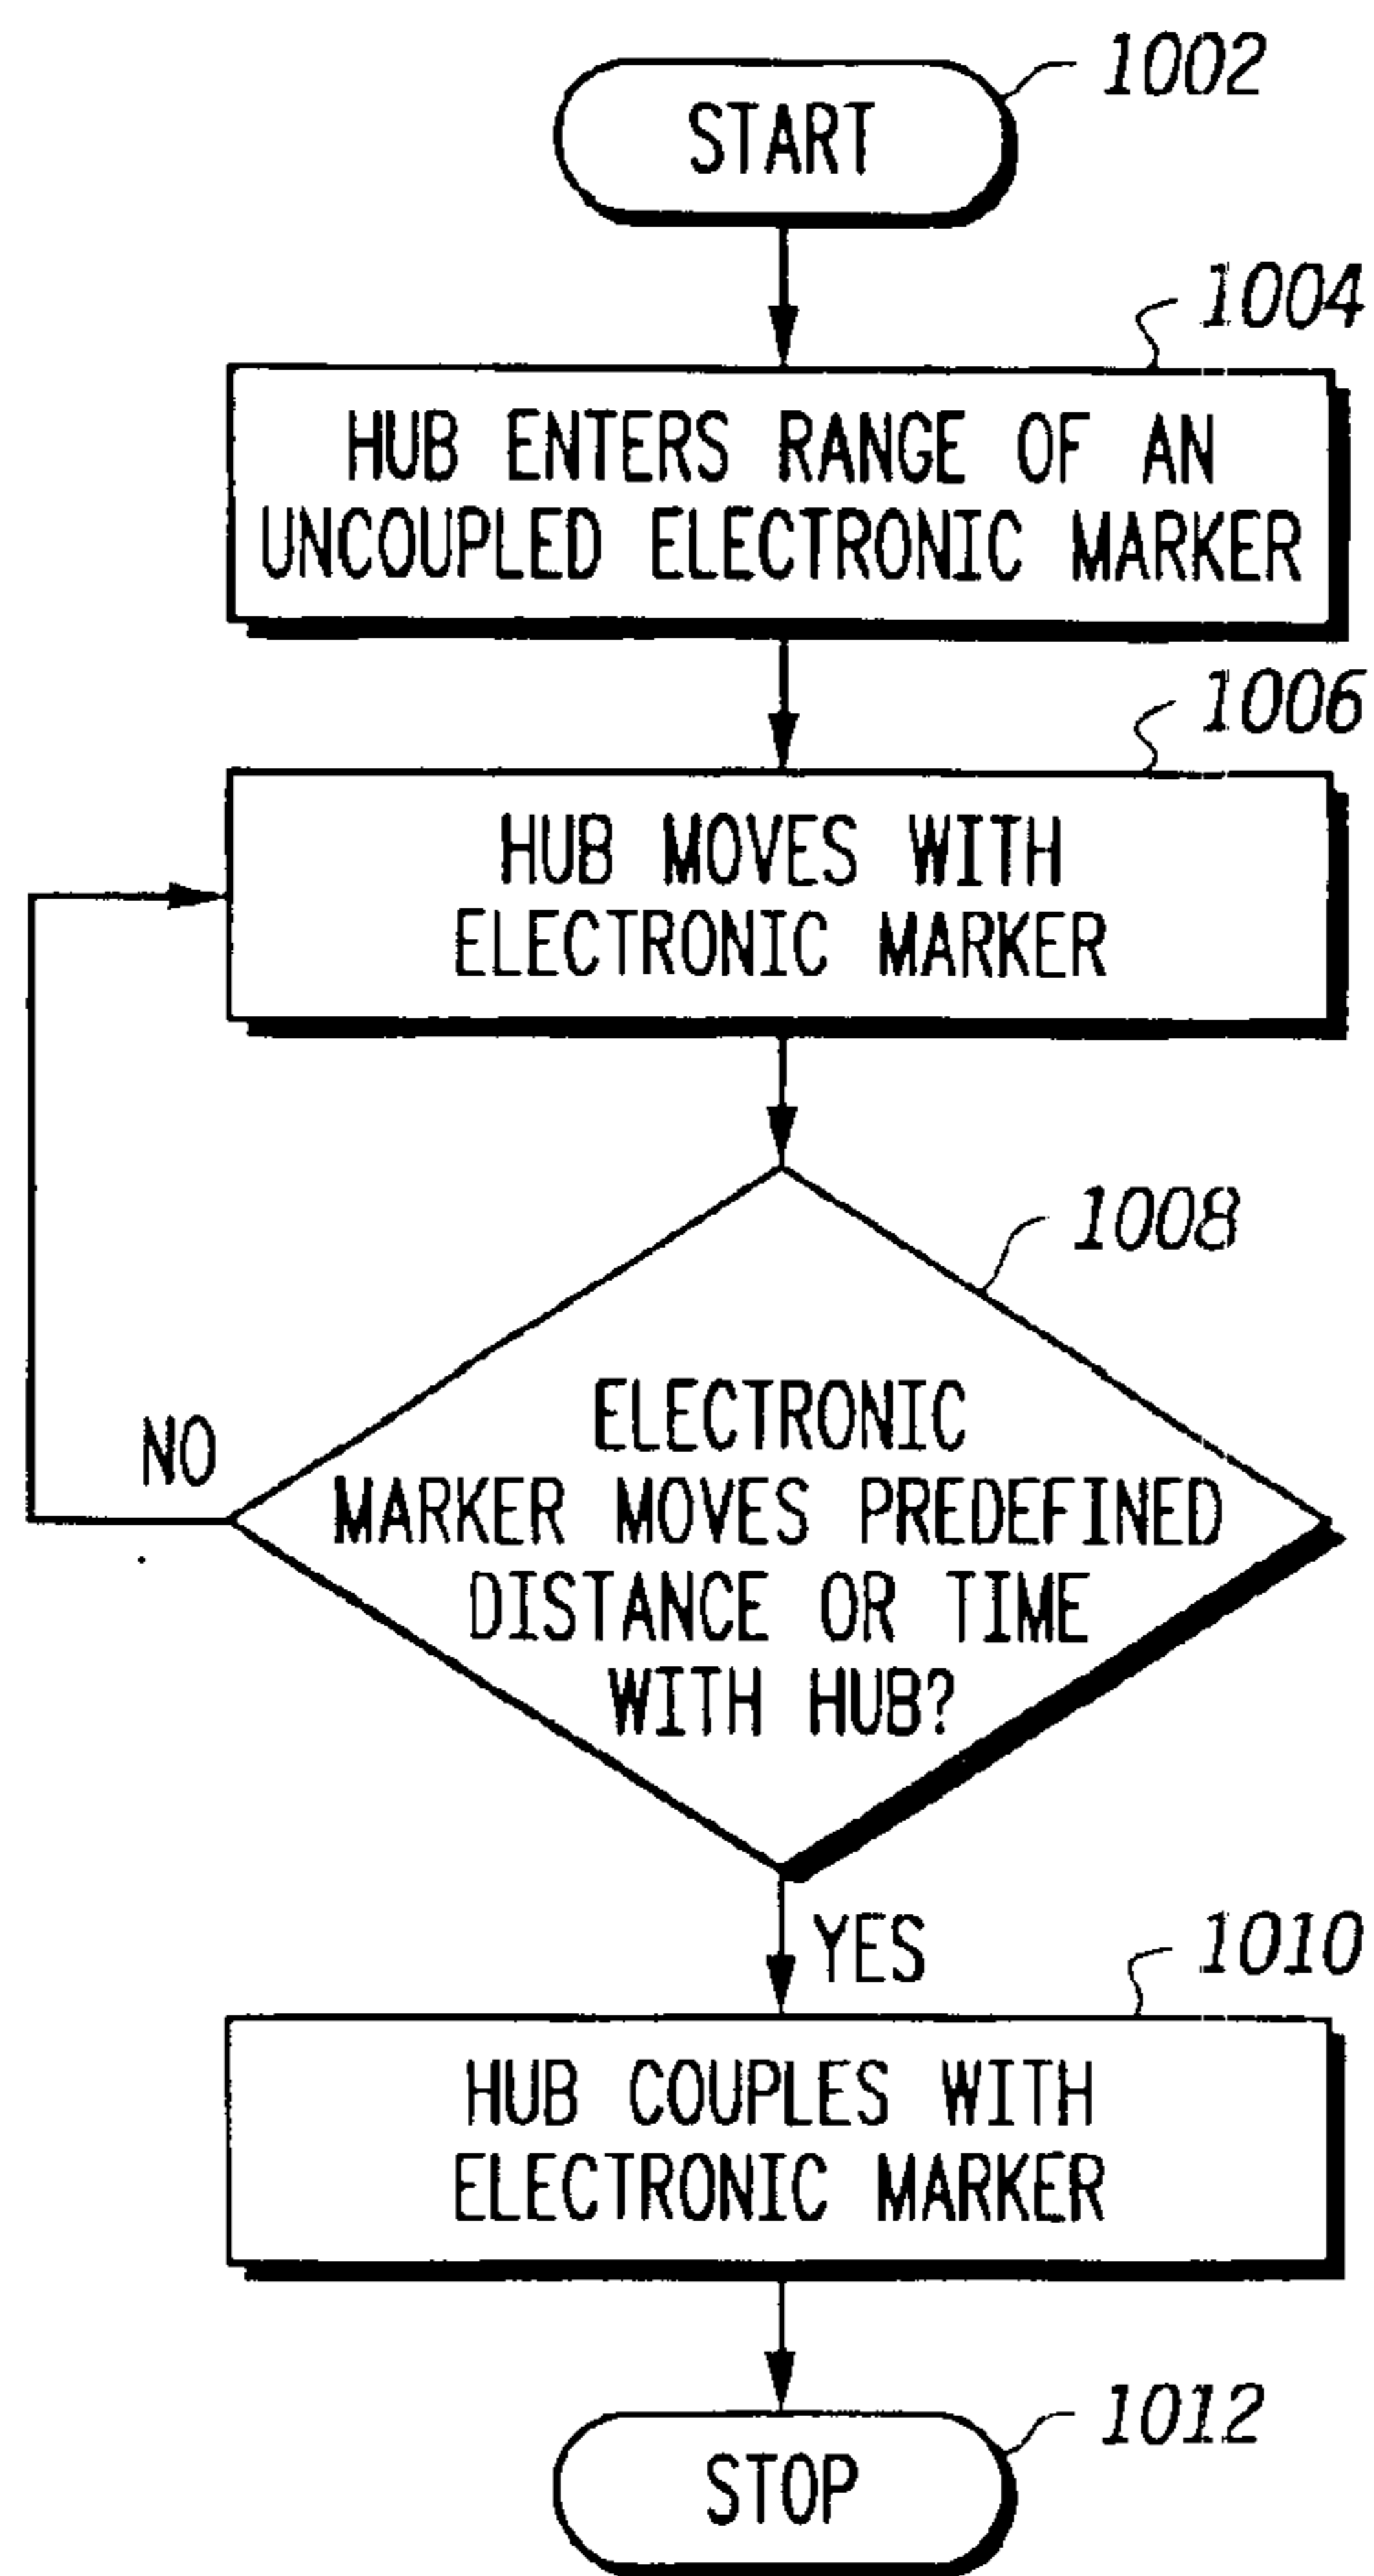 1002
START
1004
HUB ENTERS RANGE OF AN
UNCOUPLED ELECTRONIC MARKER
1006
HUB MOVES WITH
ELECTRONIC MARKER
1008
ELECTRONIC
MARKER MOVES PREDEFINED
DISTANCE OR TIME
WITH HUB?
NO
YES
1010
HUB COUPLES WITH
ELECTRONIC MARKER
1012
STOP